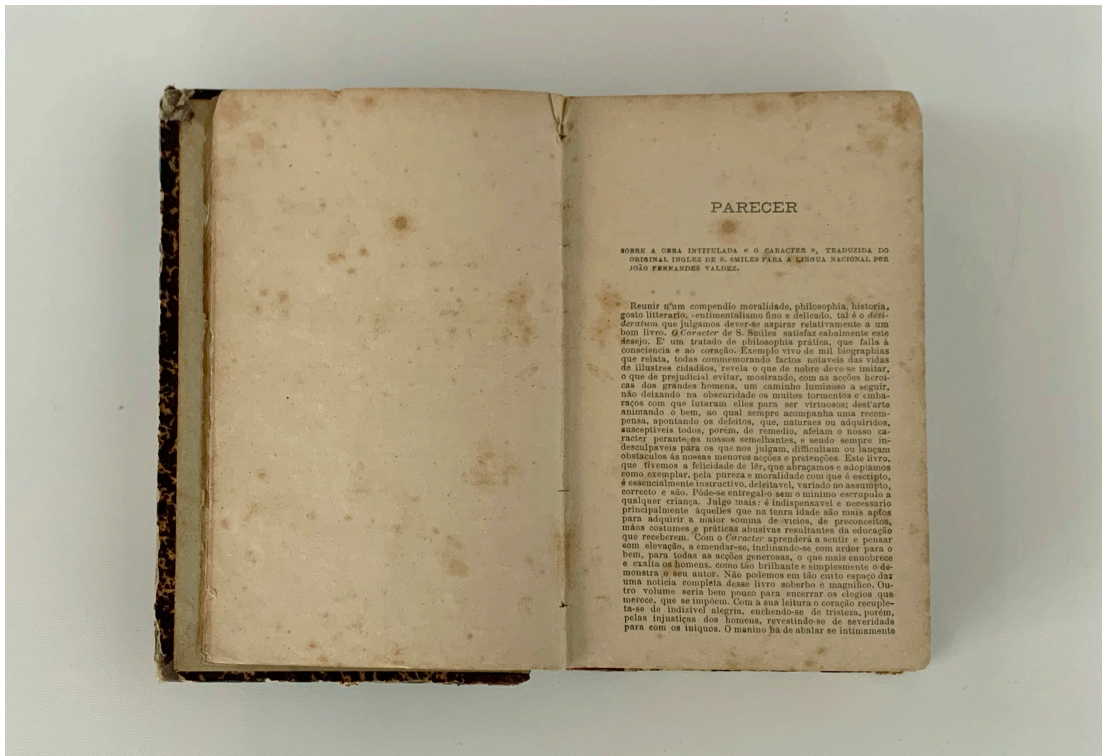 PARECER
SOBRE A OBRA INTITULADA « O CARACTER », TRADUZIDA DO
ORIGINAL INGLEZ DE S. SMILES PARA A LINGUA NACIONAL POR
JOÃO FERNANDES VALDEZ.
Reunir n'um compendio moralidade, philosophia, historia,
gosto litterario, sentimentalismo fino e delicado, tal é o desi-
deratum que julgamos dever-se aspirar relativamente a um
bom livro. O Caracter de S. Smiles satisfaz cabalmente este
desejo. E' um tratado de philosophia prática, que falla á
consciencia e ao coração. Exemplo vivo de mil biographias
que relata, todas commemorando factos notaveis das vidas
de illustres cidadãos, revela o que de nobre deve-se imitar,
o que de prejudicial evitar, mostrando, com as acções heroi-
cas dos grandes homens, um caminho luminoso a seguir,
não deixando na obscuridade os muitos tormentos e emba-
raços com que lutaram elles para ser virtuosos; dest'arte
animando o bem, ao qual sempre acompanha uma recom-
pensa, apontando os defeitos, que, naturaes ou adquiridos,
susceptiveis todos, porém, de remedio, afeiam o nosso ca-
racter perante os nossos semelhantes, e sendo sempre in-
desculpaveis para os que nos julgam, difficultam ou lançam
obstaculos ás nossas menores acções e pretenções. Este livro,
que tivemos a felicidade de lêr, que abraçamos e adoptamos
como exemplar, pela pureza e moralidade com que é escripto,
é essencialmente instructivo, deleitavel, variado no assumpto,
correcto e são. Póde-se entregal-o sem o minimo escrupulo a
qualquer criança. Julgo mais: é indispensavel e necessario
principalmente áquelles que na tenra idade são mais aptos
para adquirir a maior somma de vicios, de preconceitos,
mãos costumes e práticas abusivas resultantes da educação
que receberem. Com o Caracter aprenderá a sentir e pensar
com elevação, a emendar-se, inclinando-se com ardor para o
bem, para todas as acções generosas, o que mais ennobrece
e exalta os homens, como tão brilhante e simplesmente o de-
monstra o seu autor. Não podemos em tão curto espaço dar
uma noticia completa desse livro soberbo e magnifico. Ou-
tro volume seria bem pouco para encerrar os elogios que
merece, que se impõem. Com a sua leitura o coração recuple-
ta-se de indizivel alegria, enchendo-se de tristeza, porém,
pelas injustiças dos homens, revestindo-se de severidade
para com os iniquos. O menino ha de abalar se intimamente